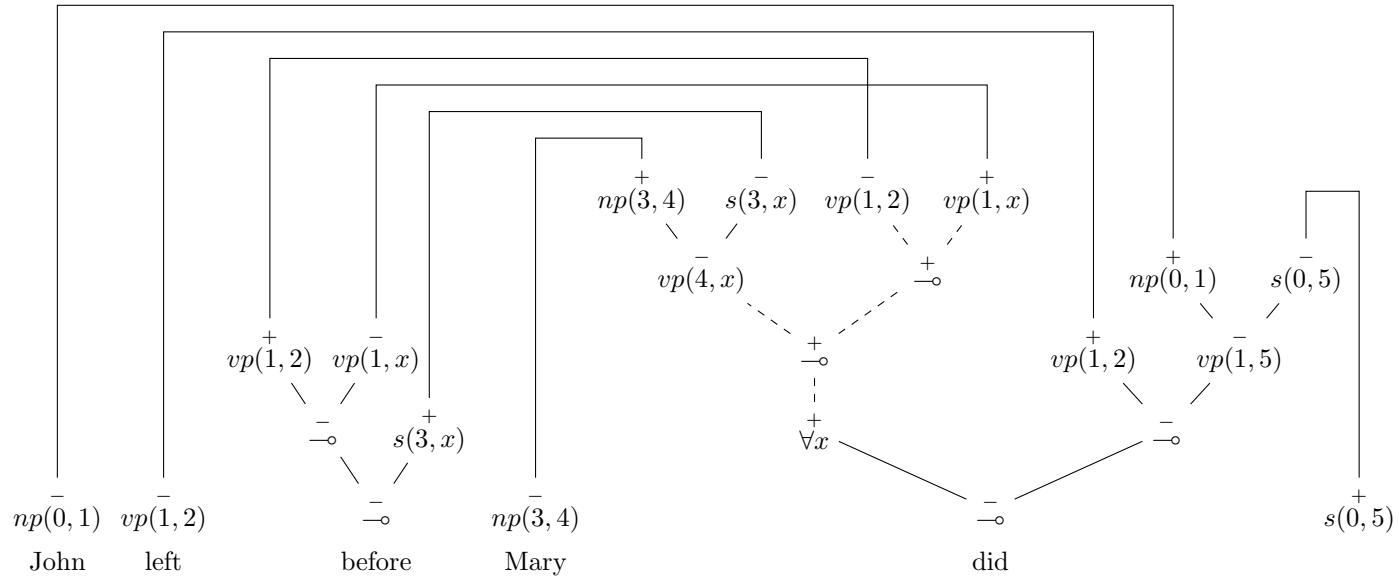 + − − +
np(3, 4) s(3, x) vp(1, 2) vp(1, x)
− + + −
vp(4, x) ⊸ np(0, 1) s(0, 5)
+ − + + −
vp(1, 2) vp(1, x) ⊸ vp(1, 2) vp(1, 5)
− + + −
⊸ s(3, x) ∀x ⊸
− − − − − +
np(0, 1) vp(1, 2) ⊸ np(3, 4) ⊸ s(0, 5)
John left before Mary did